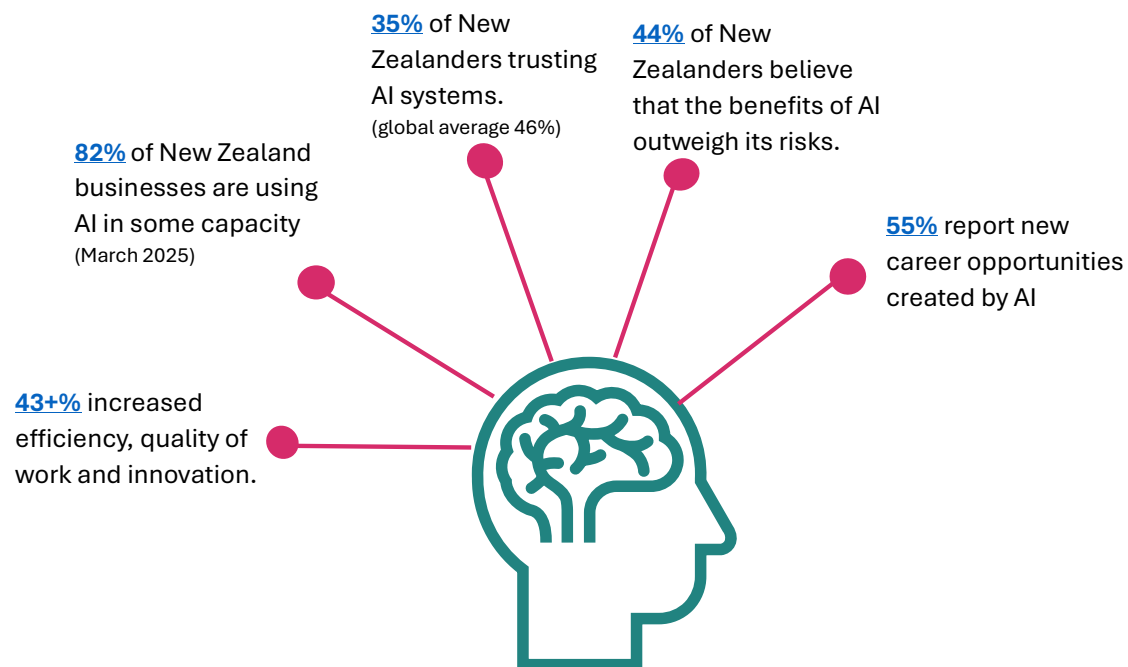 35% of New
Zealanders trusting
AI systems.
(global average 46%)
44% of New
Zealanders believe
that the benefits of AI
outweigh its risks.
82% of New Zealand
businesses are using
AI in some capacity
(March 2025)
55% report new
career opportunities
created by AI
43+% increased
efficiency, quality of
work and innovation.